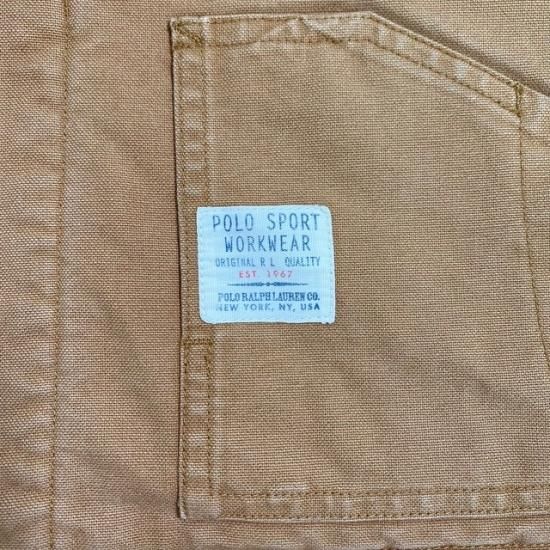 POLO SPORT
WORKWEAR
ORIGINAL R L QUALITY
EST. 1967
POLO RALPH LAUREN CO.
NEW YORK, NY, USA